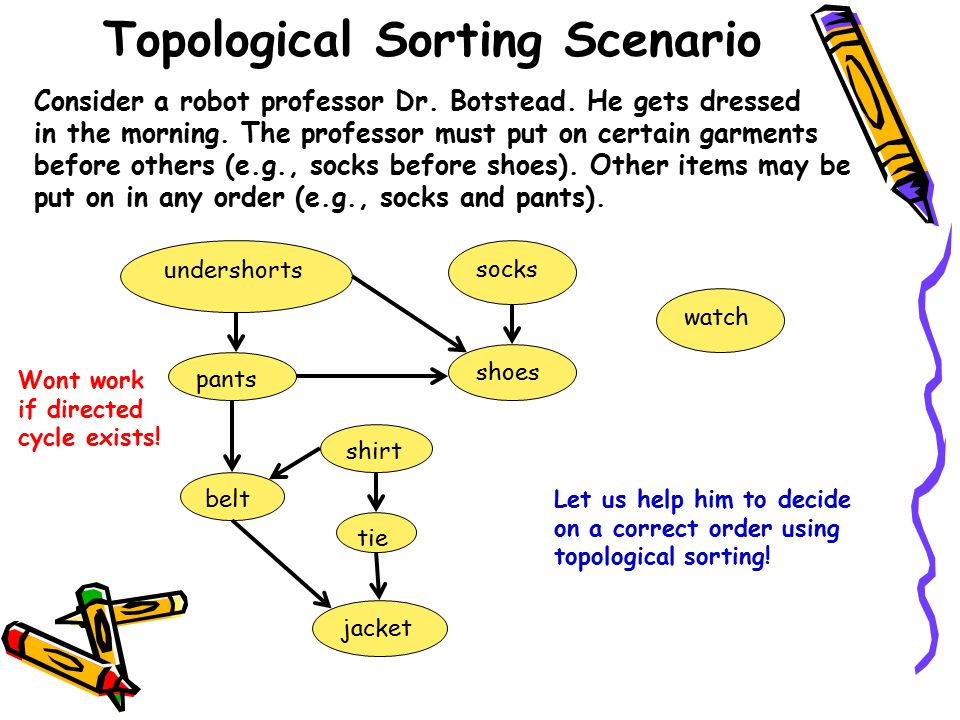 Topological Sorting Scenario
Consider a robot professor Dr. Botstead. He gets dressed
in the morning. The professor must put on certain garments
before others (e.g., socks before shoes). Other items may be
put on in any order (e.g., socks and pants).
undershorts
socks
watch
pants
shoes
Wont work
if directed
cycle exists!
shirt
belt
tie
jacket
Let us help him to decide
on a correct order using
topological sorting!